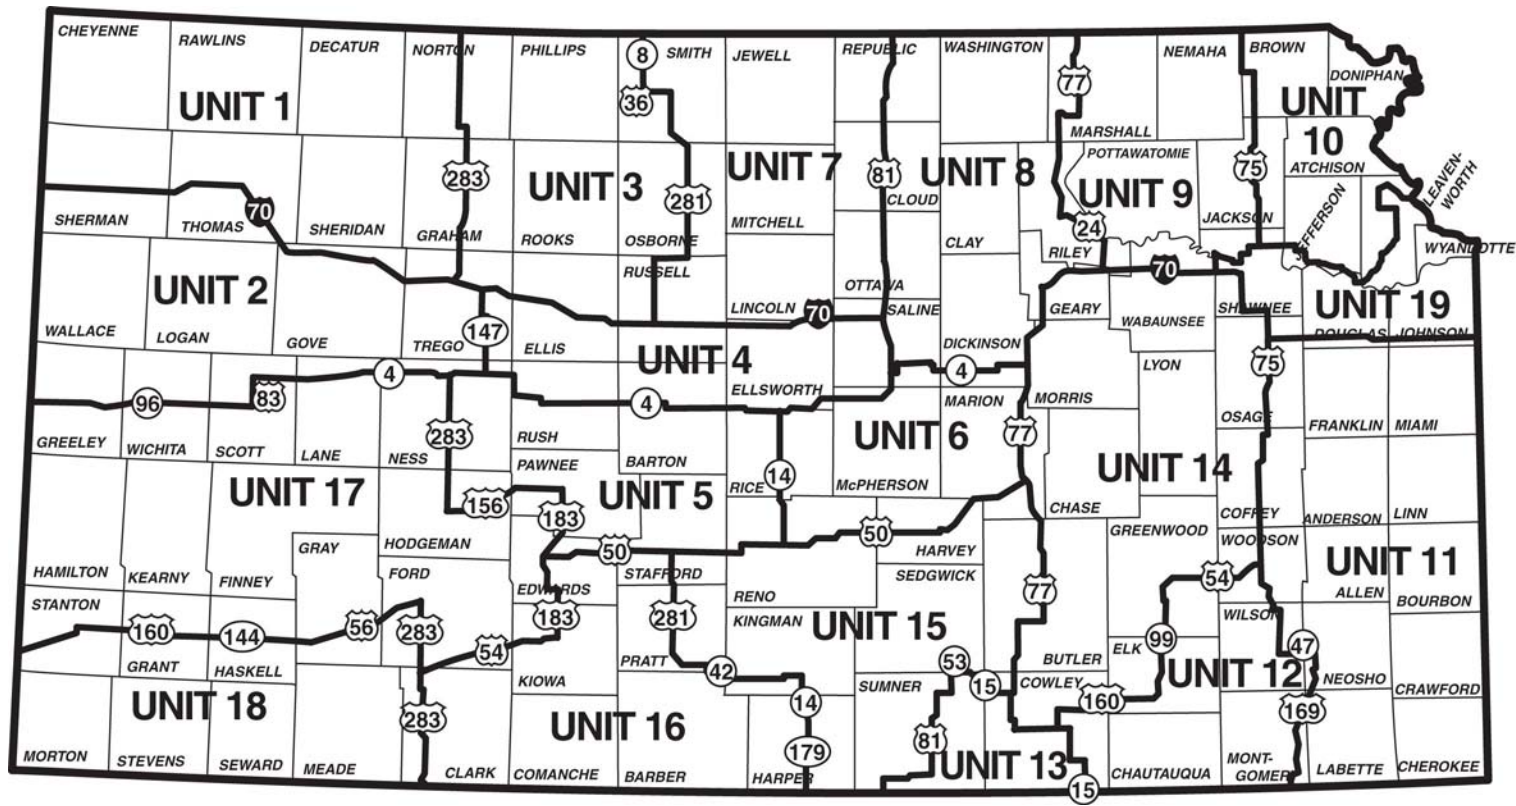 CHEYENNE
RAWLINS
DECATUR
NORTON
PHILLIPS
8
SMITH
JEWELL
REPUBLIC
WASHINGTON
NEMAHA
BROWN
DONIPHAN
77
36
UNIT 1
UNIT
10
MARSHALL
ATCHISON
LEAVEN-
WORTH
283
UNIT 3
281
UNIT 7
81
UNIT 8
POTTAWATOMIE
UNIT 9
75
CLOUD
JEFFERSON
SHERMAN
THOMAS
70
SHERIDAN
GRAHAM
ROOKS
OSBORNE
MITCHELL
CLAY
24
JACKSON
RILEY
WYANDOTTE
RUSSELL
UNIT 2
OTTAWA
70
LINCOLN
70
SALINE
GEARY
WABAUNSEE
SHAWNEE
UNIT 19
DOUGLAS
JOHNSON
WALLACE
LOGAN
GOVE
TREGO
147
ELLIS
UNIT 4
DICKINSON
LYON
75
4
83
96
4
ELLSWORTH
4
MARION
MORRIS
OSAGE
FRANKLIN
MIAMI
GREELEY
WICHITA
SCOTT
LANE
NESS
283
RUSH
PAWNEE
BARTON
RICE
14
UNIT 6
McPHERSON
77
UNIT 14
UNIT 17
156
183
UNIT 5
CHASE
COFFEY
ANDERSON
LINN
GREENWOOD
WOODSON
GRAY
HODGEMAN
50
50
HARVEY
UNIT 11
HAMILTON
KEARNY
FINNEY
FORD
EDWARDS
STAFFORD
RENO
SEDGWICK
77
54
ALLEN
BOURBON
STANTON
160
144
56
283
183
281
KINGMAN
UNIT 15
WILSON
54
99
47
GRANT
HASKELL
KIOWA
PRATT
42
53
BUTLER
ELK
UNIT 12
NEOSHO
CRAWFORD
UNIT 18
283
UNIT 16
14
SUMNER
15
COWLEY
160
169
179
81
UNIT 13
MORTON
STEVENS
SEWARD
MEADE
CLARK
COMANCHE
BARBER
HARPER
15
CHAUTAUQUA
MONT-
GOMERY
LABETTE
CHEROKEE